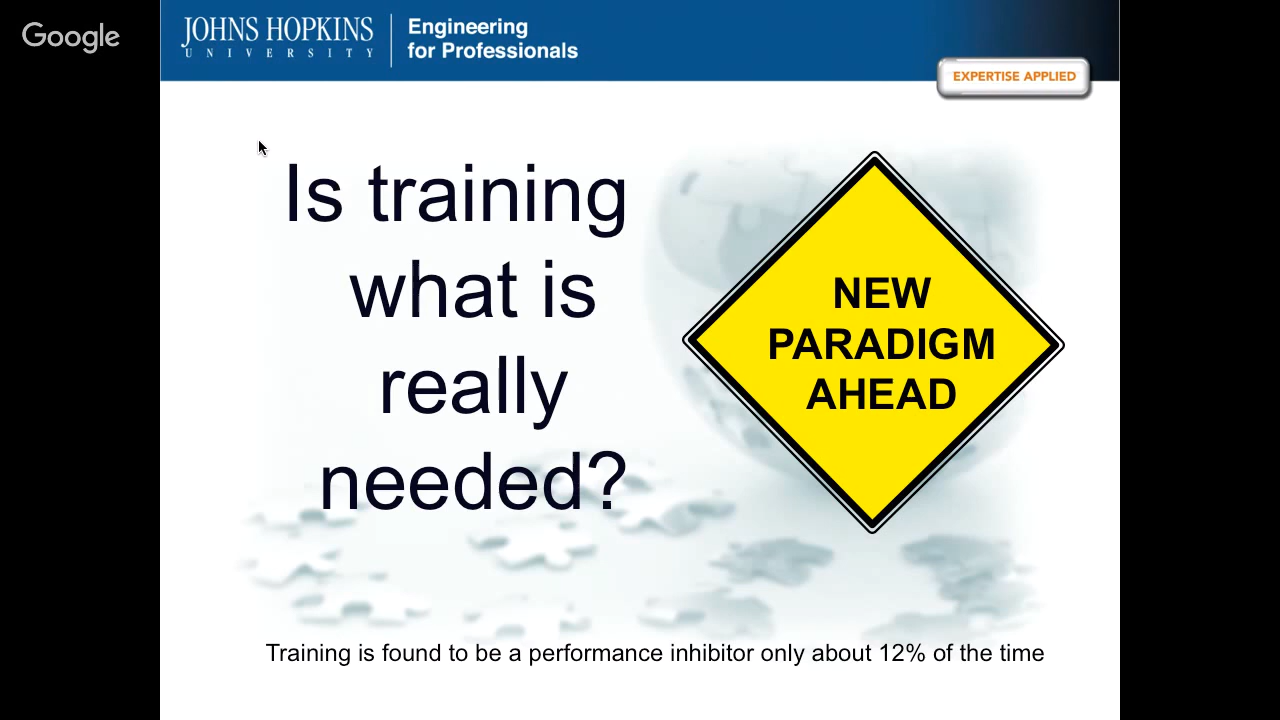 Google
JOHNS HOPKINS
UNIVERSITY
Engineering
for Professionals
EXPERTISE APPLIED
Is training
what is
really
needed?
NEW
PARADIGM
AHEAD
Training is found to be a performance inhibitor only about 12% of the time